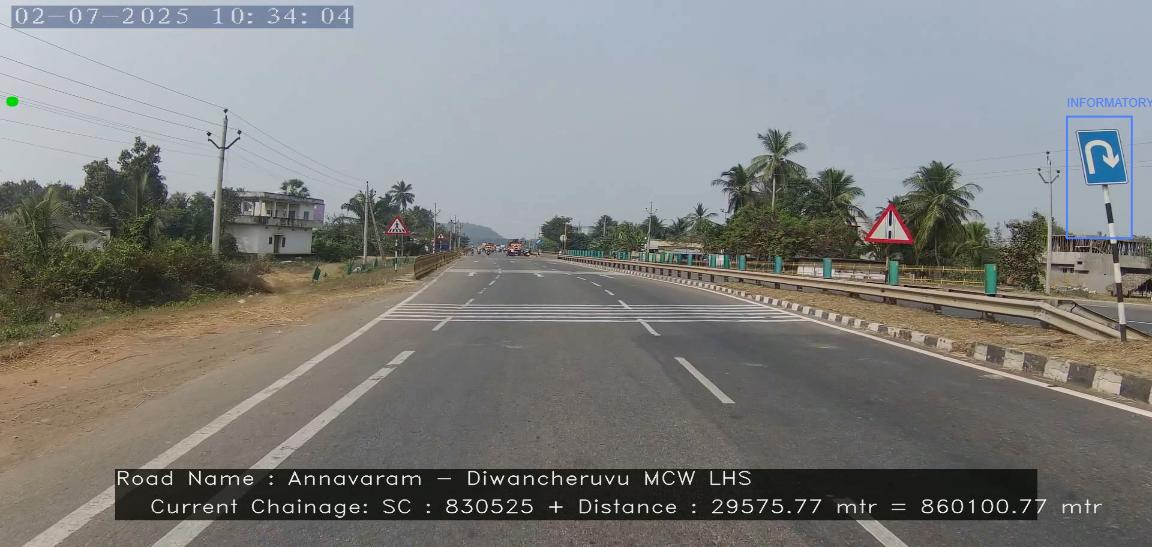 02-07-2025 10:34:04
INFORMATORY
Road Name : Annavaram - Diwancheruvu MCW LHS
Current Chainage: SC : 830525 + Distance : 29575.77 mtr = 860100.77 mtr